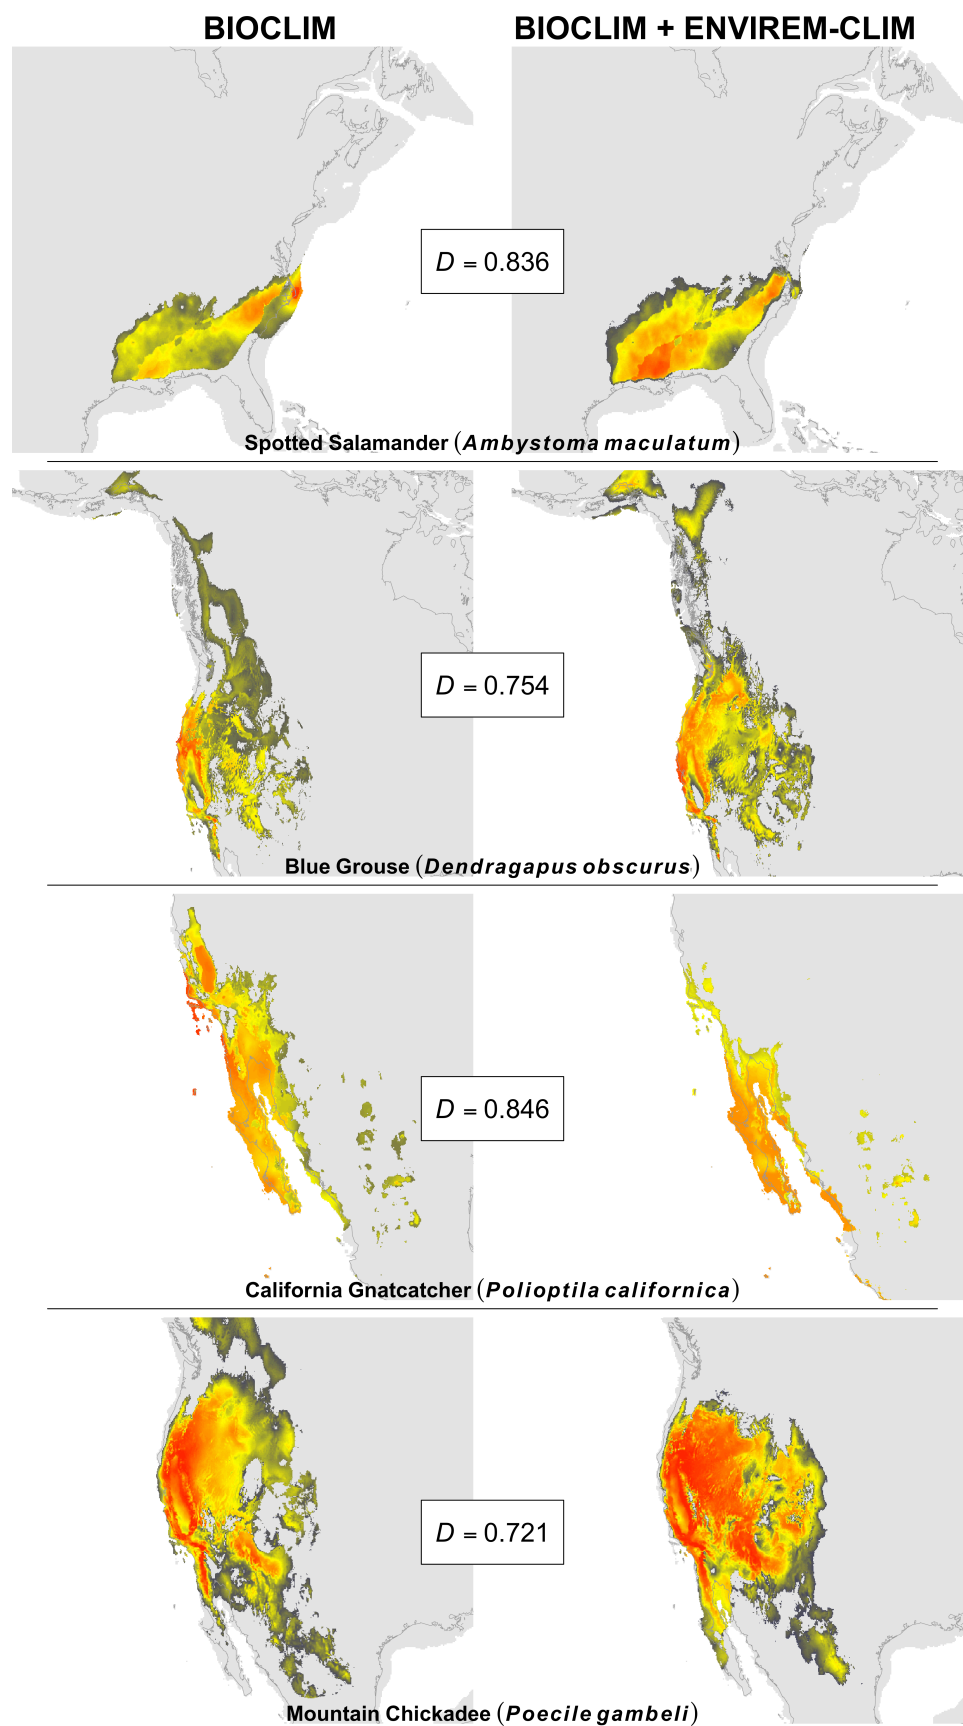 BIOCLIM
BIOCLIM + ENVIREM-CLIM
D = 0.836
Spotted Salamander (Ambystoma maculatum)
D = 0.754
Blue Grouse (Dendragapus obscurus)
D = 0.846
California Gnatcatcher (Polioptila californica)
D = 0.721
Mountain Chickadee (Poecile gambeli)